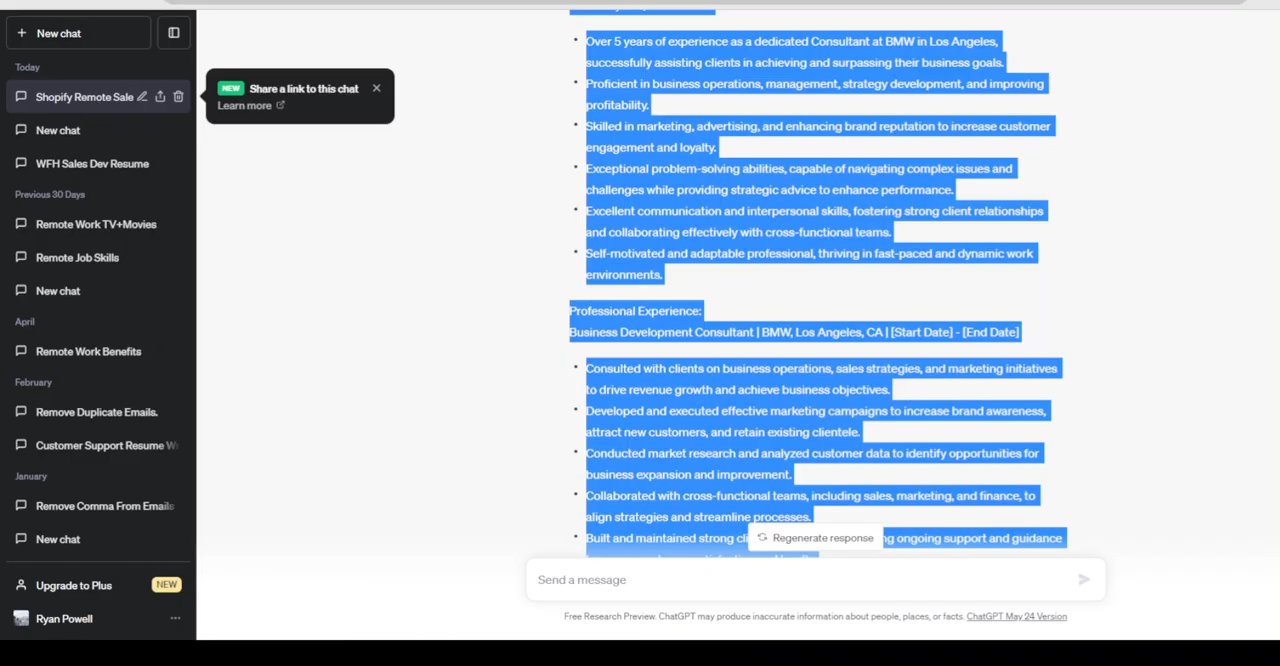 New chat
Today
Shopify Remote Sale
New chat
WFH Sales Dev Resume
Previous 30 Days
Remote Work TV+Movies
Remote Job Skills
New chat
April
Remote Work Benefits
February
Remove Duplicate Emails.
Customer Support Resume W
January
Remove Comma From Emails
New chat
Upgrade to Plus NEW
Ryan Powell
NEW Share a link to this chat
Learn more
Over 5 years of experience as a dedicated Consultant at BMW in Los Angeles,
successfully assisting clients in achieving and surpassing their business goals.
Proficient in business operations, management, strategy development, and improving
profitability.
Skilled in marketing, advertising, and enhancing brand reputation to increase customer
engagement and loyalty.
Exceptional problem-solving abilities, capable of navigating complex issues and
challenges while providing strategic advice to enhance performance.
Excellent communication and interpersonal skills, fostering strong client relationships
and collaborating effectively with cross-functional teams.
Self-motivated and adaptable professional, thriving in fast-paced and dynamic work
environments.
Professional Experience:
Business Development Consultant | BMW, Los Angeles, CA | [Start Date] - [End Date]
Consulted with clients on business operations, sales strategies, and marketing initiatives
to drive revenue growth and achieve business objectives.
Developed and executed effective marketing campaigns to increase brand awareness,
attract new customers, and retain existing clientele.
Conducted market research and analyzed customer data to identify opportunities for
business expansion and improvement.
Collaborated with cross-functional teams, including sales, marketing, and finance, to
align strategies and streamline processes.
Built and maintained strong ongoing support and guidance
Regenerate response
Send a message
Free Research Preview. ChatGPT may produce inaccurate information about people, places, or facts. ChatGPT May 24 Version